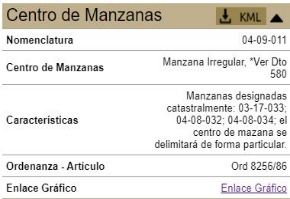 Centro de Manzanas
KML
Nomenclatura 04-09-011
Centro de Manzanas Manzana Irregular, *Ver Dto
580
Características Manzanas designadas
catastralmente: 03-17-033;
04-08-032; 04-08-034; el
centro de mazana se
delimitará de forma particular.
Ordenanza - Articulo Ord 8256/86
Enlace Gráfico Enlace Gráfico